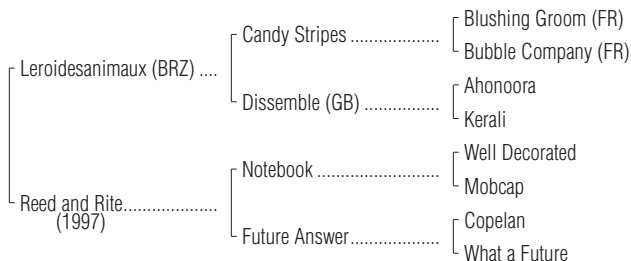 Blushing Groom (FR)
Candy Stripes ..................
Bubble Company (FR)
Leroidesanimaux (BRZ) ....
Ahonoora
Dissemble (GB) ...............
Kerali
Well Decorated
Notebook ........................
Mobcap
Reed and Rite...................
(1997)
Copelan
Future Answer..................
What a Future